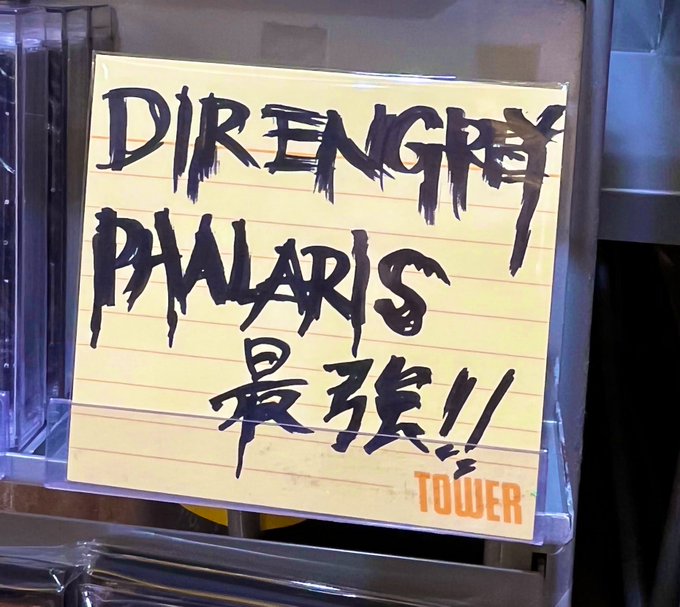 DIR EN GREY
PHALARIS
最強!!
TOWER